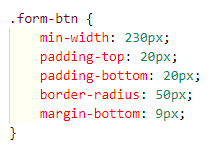 .form-btn {
    min-width: 230px;
    padding-top: 20px;
    padding-bottom: 20px;
    border-radius: 50px;
    margin-bottom: 9px;
}